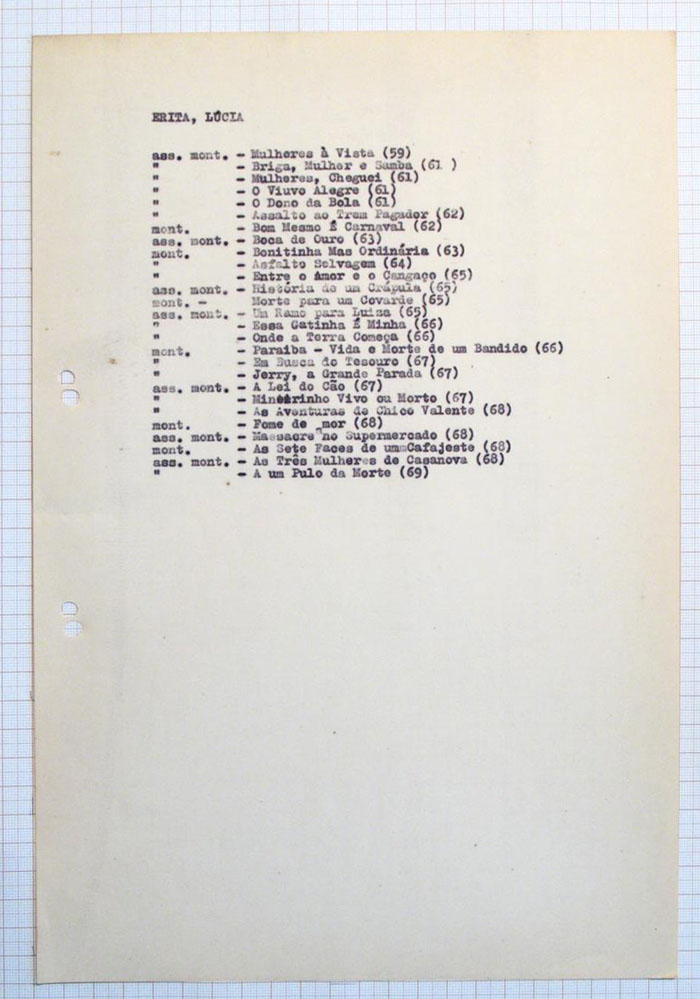 ERITA, LÚCIA
ass. mont. - Mulheres à Vista (59)
" - Briga, Mulher e Samba (61 )
" - Mulheres, Cheguei (61)
" - O Viuvo Alegre (61)
" - O Dono da Bola (61)
" - Assalto ao Trem Pagador (62)
mont. - Bom Mesmo É Carnaval (62)
ass. mont. - Boca de Ouro (63)
mont. - Bonitinha Mas Ordinária (63)
" - Asfalto Selvagem (64)
" - Entre o Amor e o Cangaço (65)
ass. mont. - História de um Crápula (65)
mont. - Morte para um Covarde (65)
ass. mont. - Um Ramo para Luiza (65)
" - Essa Gatinha É Minha (66)
" - Onde a Terra Começa (66)
mont. - Paraiba - Vida e Morte de um Bandido (66)
" - Em Busca do Tesouro (67)
" - Jerry, a Grande Parada (67)
ass. mont. - A Lei do Cão (67)
" - Mineirinho Vivo ou Morto (67)
" - As Aventuras de Chico Valente (68)
mont. - Fome de mor (68)
ass. mont. - Massacre no Supermercado (68)
mont. - As Sete Faces de um Cafajeste (68)
ass. mont. - As Três Mulheres de Casanova (68)
" - A um Pulo da Morte (69)